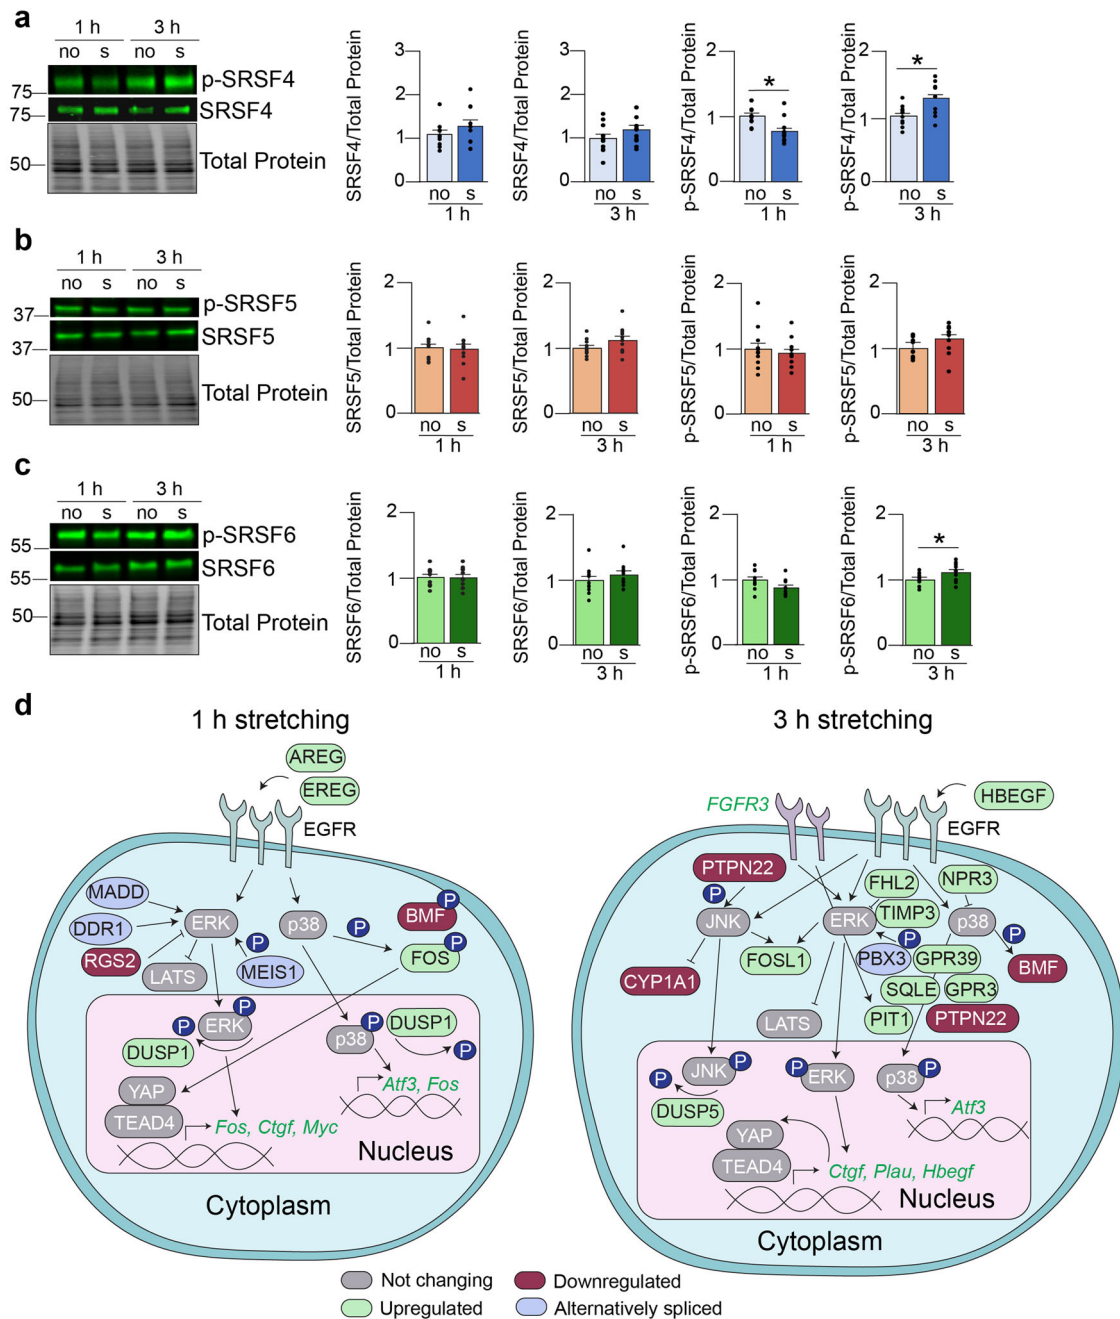 a
1 h 3 h
no s no s
p-SRSF4
75
SRSF4
75
Total Protein
50
SRSF4/Total Protein
3
2
1
0
no s
1 h
SRSF4/Total Protein
3
2
1
0
no s
3 h
p-SRSF4/Total Protein
2
1
0
*
no s
1 h
p-SRSF4/Total Protein
2
1
0
*
no s
3 h
b
1 h 3 h
no s no s
p-SRSF5
37
SRSF5
37
Total Protein
50
SRSF5/Total Protein
2
1
0
no s
1 h
SRSF5/Total Protein
2
1
0
no s
3 h
p-SRSF5/Total Protein
2
1
0
no s
1 h
p-SRSF5/Total Protein
2
1
0
no s
3 h
c
1 h 3 h
no s no s
p-SRSF6
55
SRSF6
55
Total Protein
50
SRSF6/Total Protein
2
1
0
no s
1 h
SRSF6/Total Protein
2
1
0
no s
3 h
p-SRSF6/Total Protein
2
1
0
no s
1 h
p-SRSF6/Total Protein
2
1
0
*
no s
3 h
d
1 h stretching
AREG
EREG
EGFR
MADD
DDR1
RGS2
ERK
LATS
P
MEIS1
p38
P
P
BMF
P
FOS
P
ERK
P
DUSP1
YAP
TEAD4
Fos, Ctgf, Myc
P
p38
DUSP1
P
Atf3, Fos
Nucleus
Cytoplasm
3 h stretching
FGFR3
HBEGF
EGFR
PTPN22
P
JNK
CYP1A1
FOSL1
ERK
FHL2
TIMP3
NPR3
p38
P
PBX3
GPR39
P
BMF
SQLE
GPR3
PIT1
PTPN22
LATS
P
JNK
P
DUSP5
P
ERK
P
p38
Atf3
YAP
TEAD4
Ctgf, Plau, Hbegf
Nucleus
Cytoplasm
Not changing
Downregulated
Upregulated
Alternatively spliced